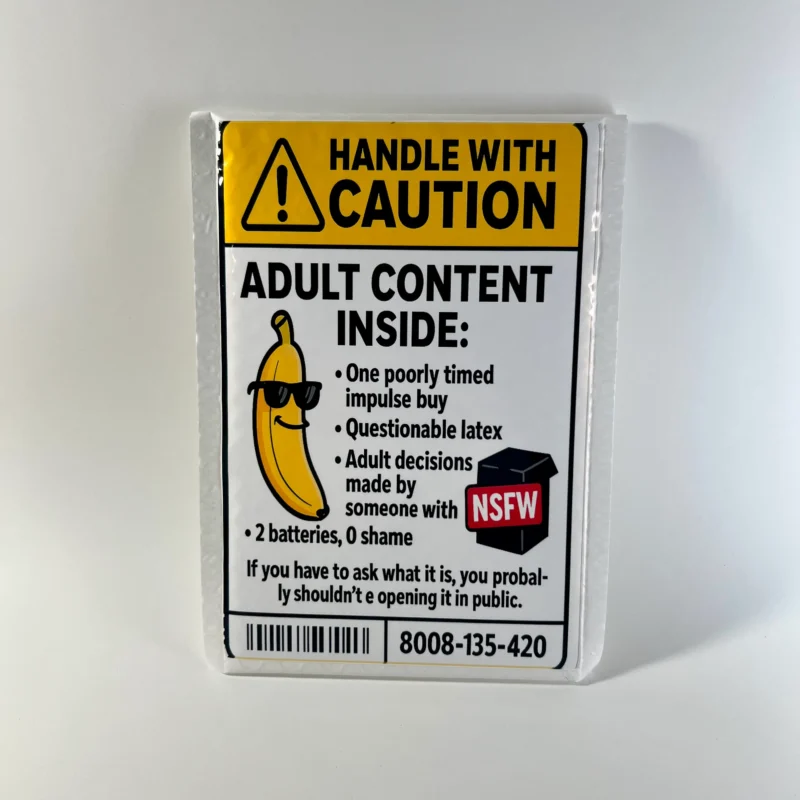 HANDLE WITH
CAUTION
ADULT CONTENT
INSIDE:
• One poorly timed
impulse buy
• Questionable latex
• Adult decisions
made by
someone with
NSFW
• 2 batteries, 0 shame
If you have to ask what it is, you probal-
ly shouldn't e opening it in public.
8008-135-420